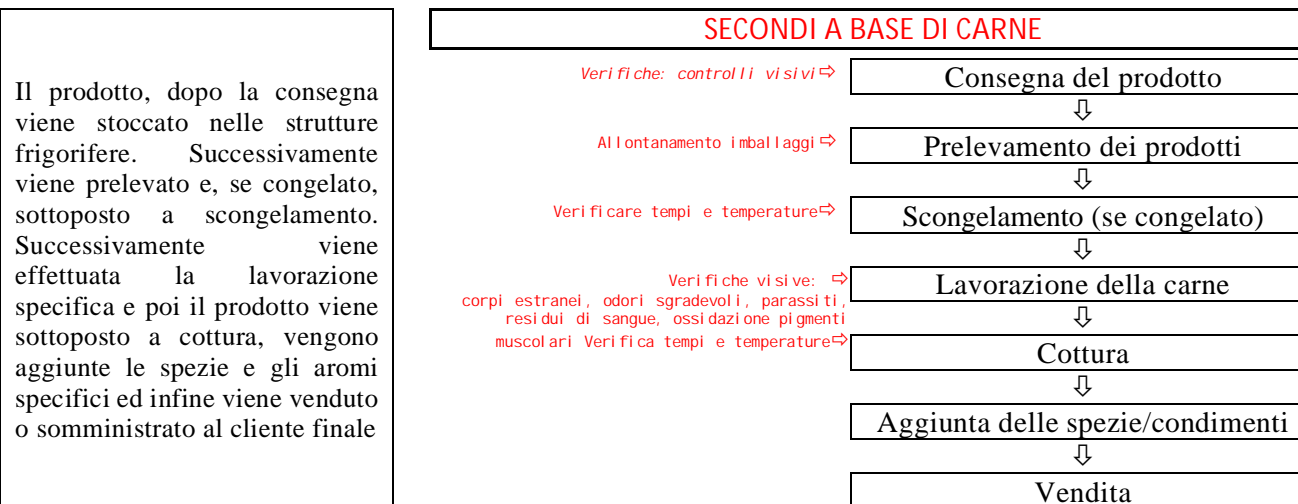 Il prodotto, dopo la consegna
viene stoccato nelle strutture
frigorifere. Successivamente
viene prelevato e, se congelato,
sottoposto a scongelamento.
Successivamente viene
effettuata la lavorazione
specifica e poi il prodotto viene
sottoposto a cottura, vengono
aggiunte le spezie e gli aromi
specifici ed infine viene venduto
o somministrato al cliente finale
SECONDI A BASE DI CARNE
Verifiche: controlli visivi⇨
Consegna del prodotto
⇩
Allontanamento imballaggi⇨
Prelevamento dei prodotti
⇩
Verificare tempi e temperature⇨
Scongelamento (se congelato)
⇩
Verifiche visive: ⇨
corpi estranei, odori sgradevoli, parassiti,
residui di sangue, ossidazione pigmenti
Lavorazione della carne
⇩
muscolari Verifica tempi e temperature⇨
Cottura
⇩
Aggiunta delle spezie/condimenti
⇩
Vendita